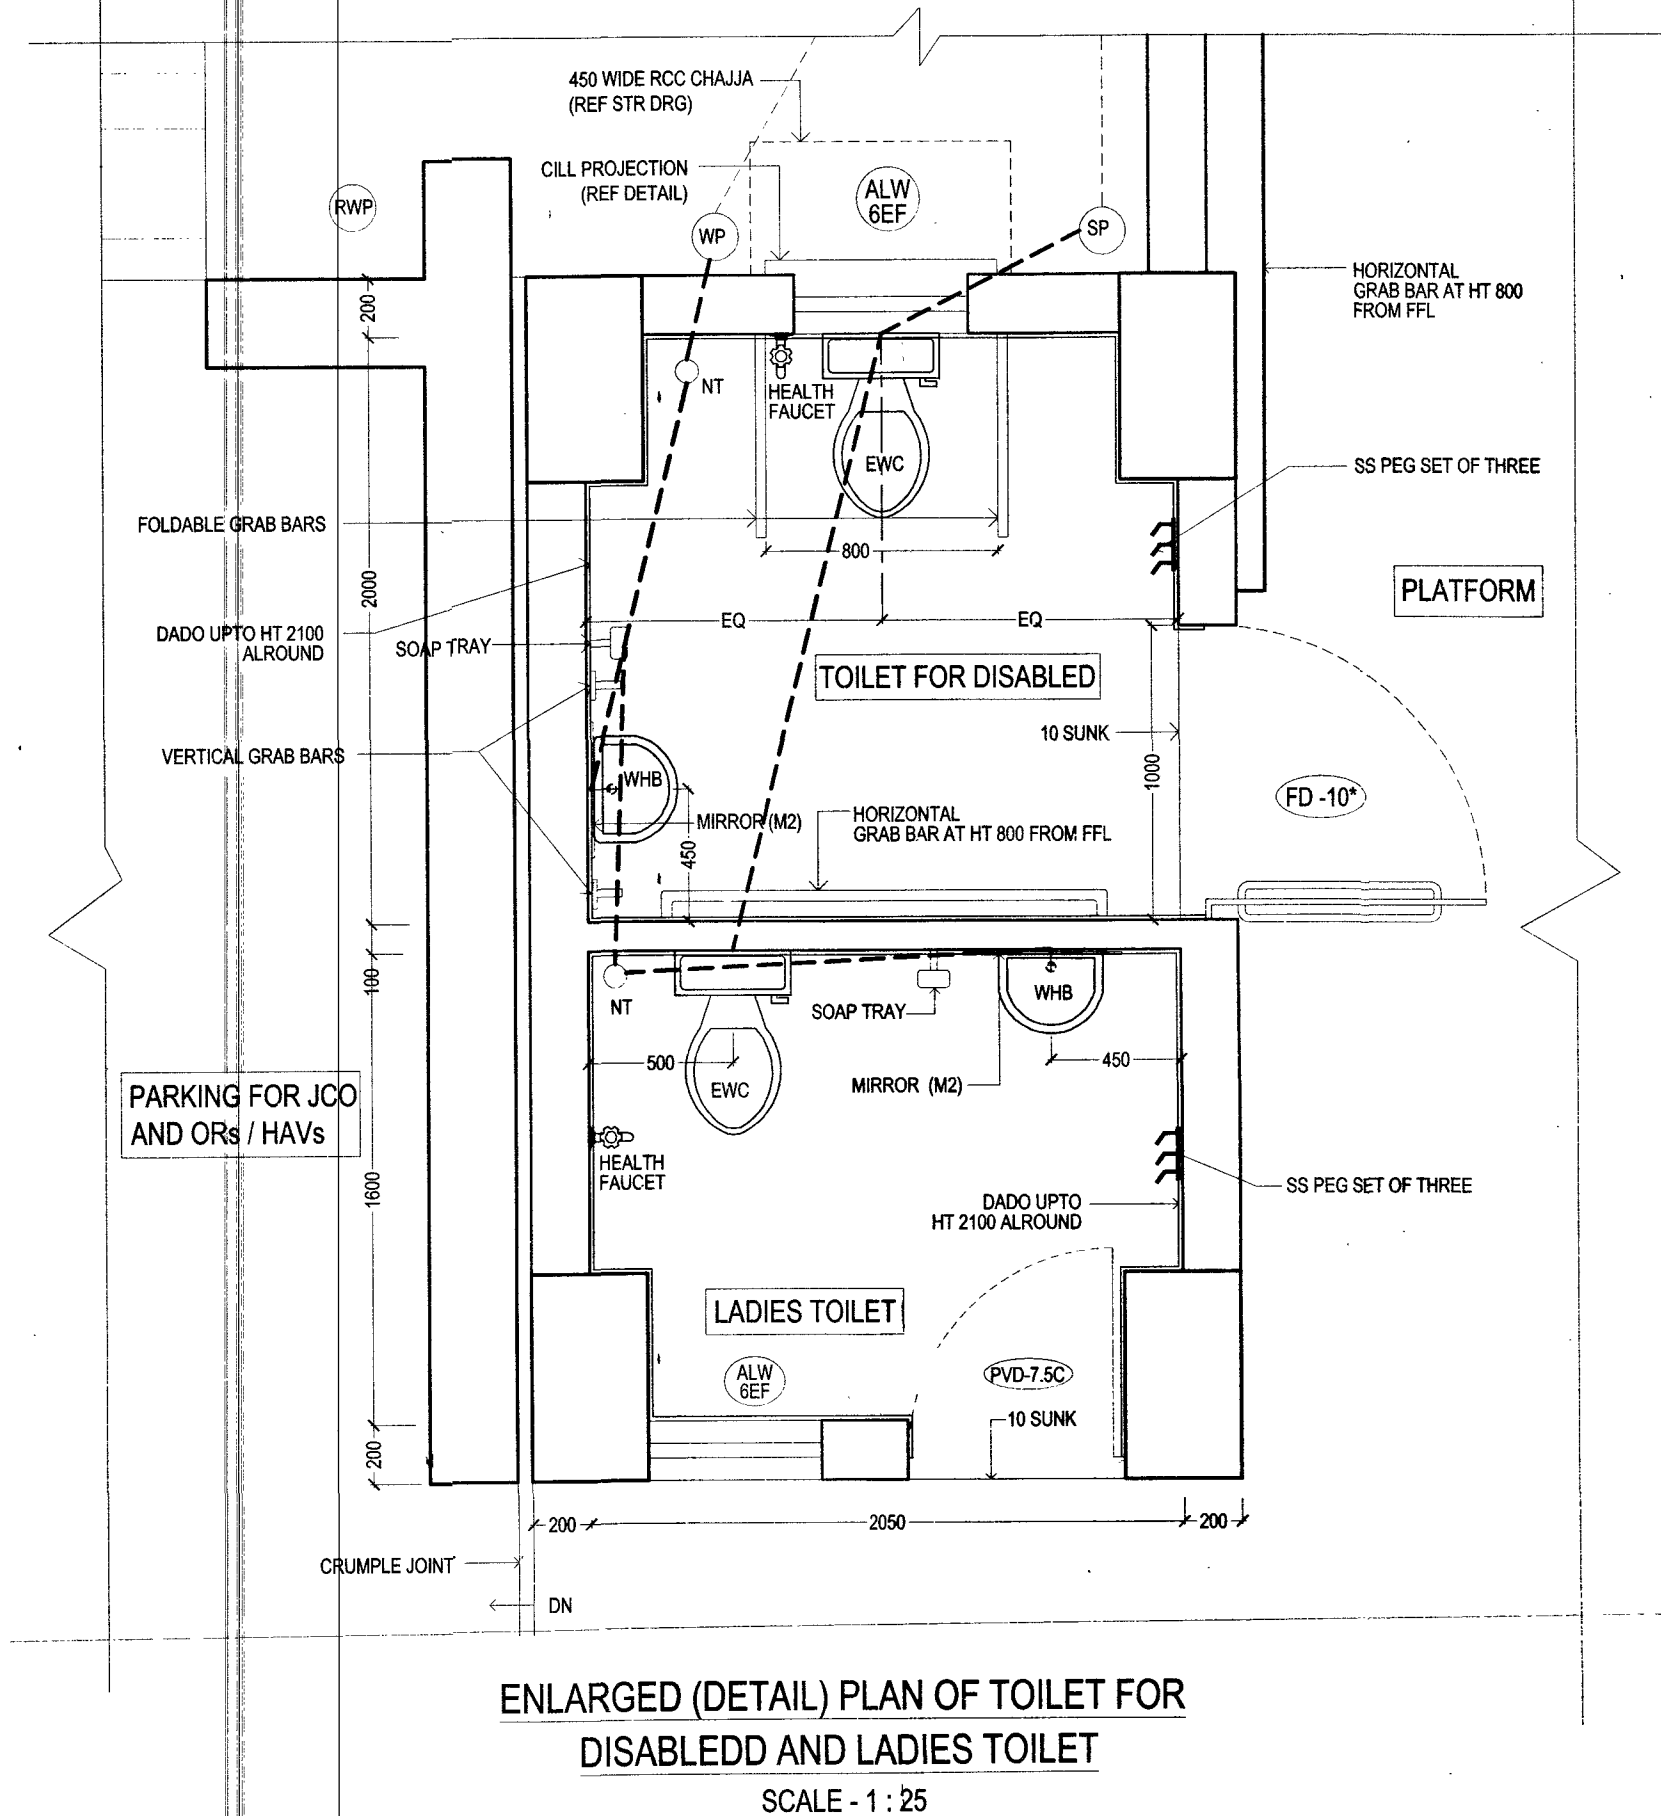 450 WIDE RCC CHAJJA
(REF STR DRG)
CILL PROJECTION
(REF DETAIL)
ALW
6EF
RWP
WP
SP
HORIZONTAL
GRAB BAR AT HT 800
FROM FFL
200
NT
HEALTH
FAUCET
EWC
SS PEG SET OF THREE
FOLDABLE GRAB BARS
800
2000
PLATFORM
EQ
EQ
DADO UPTO HT 2100
ALROUND
SOAP TRAY
TOILET FOR DISABLED
10 SUNK
VERTICAL GRAB BARS
WHB
1000
FD -10*
MIRROR (M2)
HORIZONTAL
GRAB BAR AT HT 800 FROM FFL
450
100
NT
SOAP TRAY
WHB
500
450
EWC
MIRROR (M2)
PARKING FOR JCO
AND ORs / HAVs
HEALTH
FAUCET
1600
SS PEG SET OF THREE
DADO UPTO
HT 2100 ALROUND
LADIES TOILET
ALW
6EF
PVD-7.5C
10 SUNK
200
200
2050
200
CRUMPLE JOINT
DN
ENLARGED (DETAIL) PLAN OF TOILET FOR
DISABLEDD AND LADIES TOILET
SCALE - 1 : 25